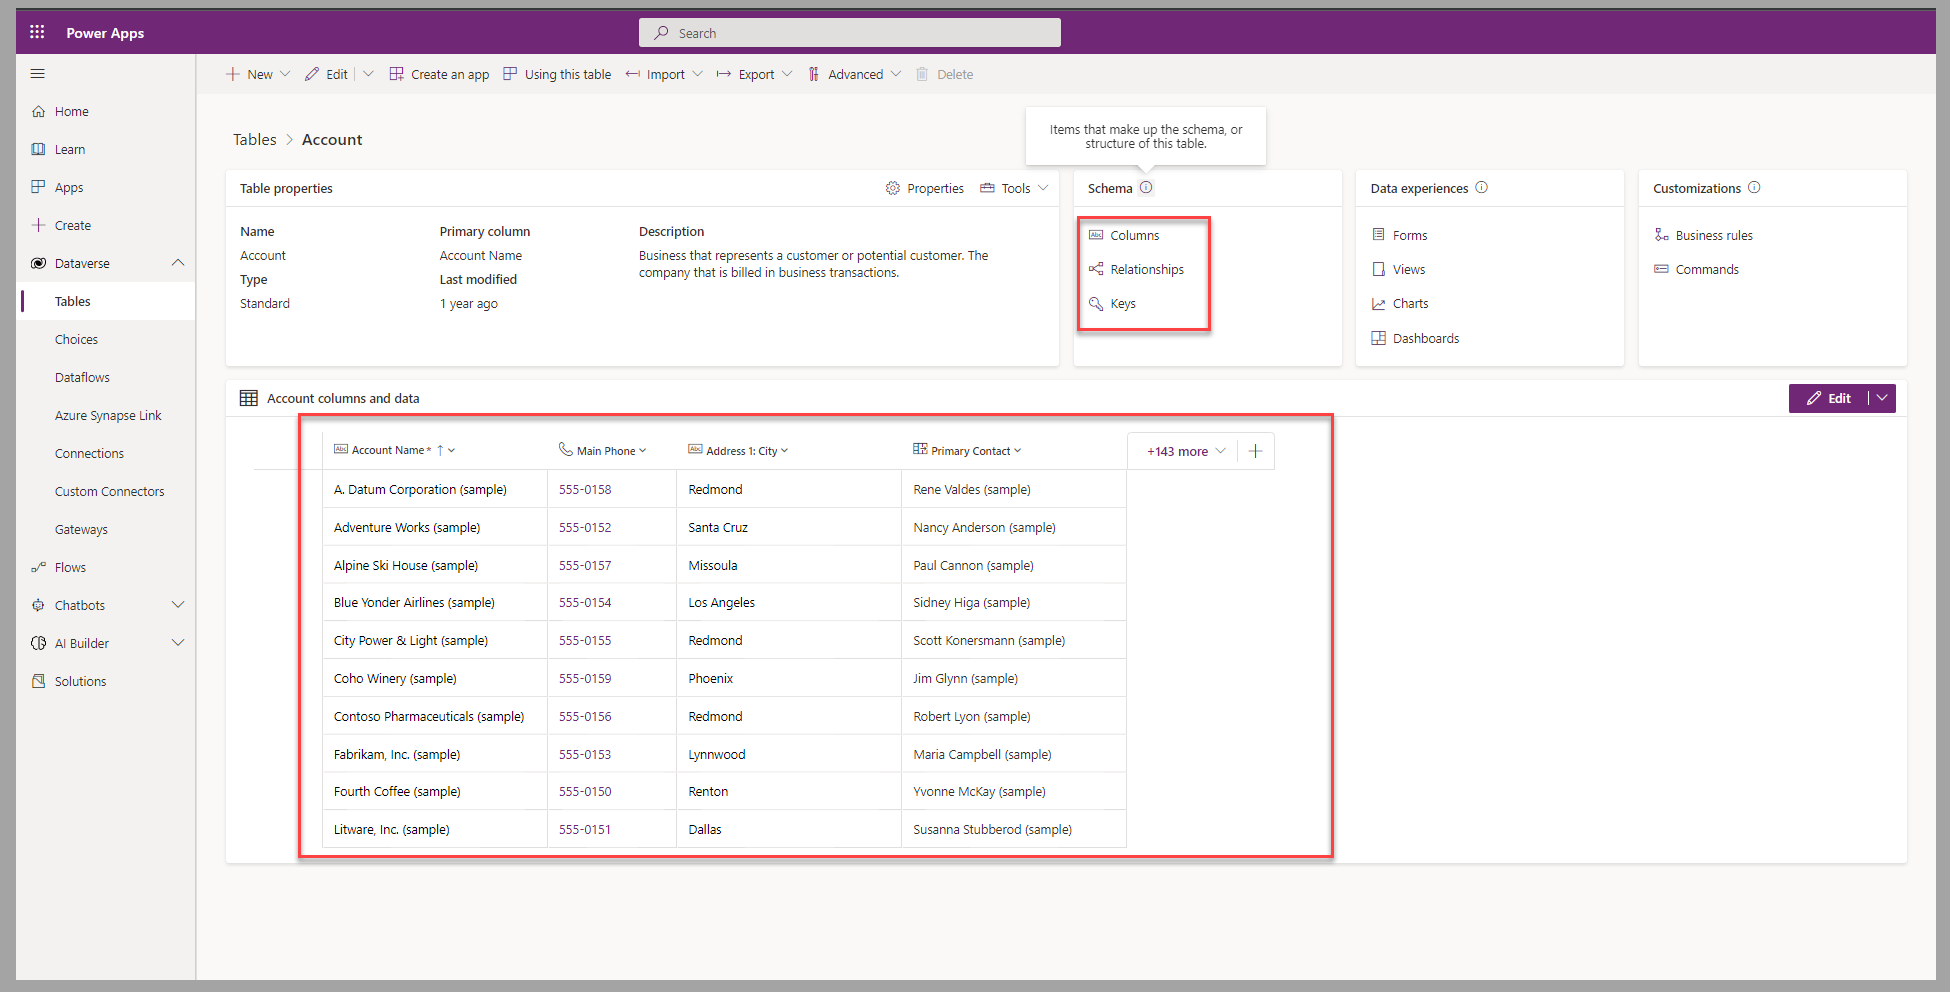 Power Apps
Search
New
Edit
Create an app
Using this table
Import
Export
Advanced
Delete
Home
Learn
Apps
Create
Dataverse
Tables
Choices
Dataflows
Azure Synapse Link
Connections
Custom Connectors
Gateways
Flows
Chatbots
AI Builder
Solutions
Tables > Account
Items that make up the schema, or
structure of this table.
Table properties
Properties
Tools
Name
Account
Type
Standard
Primary column
Account Name
Last modified
1 year ago
Description
Business that represents a customer or potential customer. The
company that is billed in business transactions.
Schema
Columns
Relationships
Keys
Data experiences
Forms
Views
Charts
Dashboards
Customizations
Business rules
Commands
Account columns and data
Edit
Abc Account Name * ↑ Main Phone Abc Address 1: City Primary Contact +143 more +
A. Datum Corporation (sample) 555-0158 Redmond Rene Valdes (sample)
Adventure Works (sample) 555-0152 Santa Cruz Nancy Anderson (sample)
Alpine Ski House (sample) 555-0157 Missoula Paul Cannon (sample)
Blue Yonder Airlines (sample) 555-0154 Los Angeles Sidney Higa (sample)
City Power & Light (sample) 555-0155 Redmond Scott Konersmann (sample)
Coho Winery (sample) 555-0159 Phoenix Jim Glynn (sample)
Contoso Pharmaceuticals (sample) 555-0156 Redmond Robert Lyon (sample)
Fabrikam, Inc. (sample) 555-0153 Lynnwood Maria Campbell (sample)
Fourth Coffee (sample) 555-0150 Renton Yvonne McKay (sample)
Litware, Inc. (sample) 555-0151 Dallas Susanna Stubberod (sample)